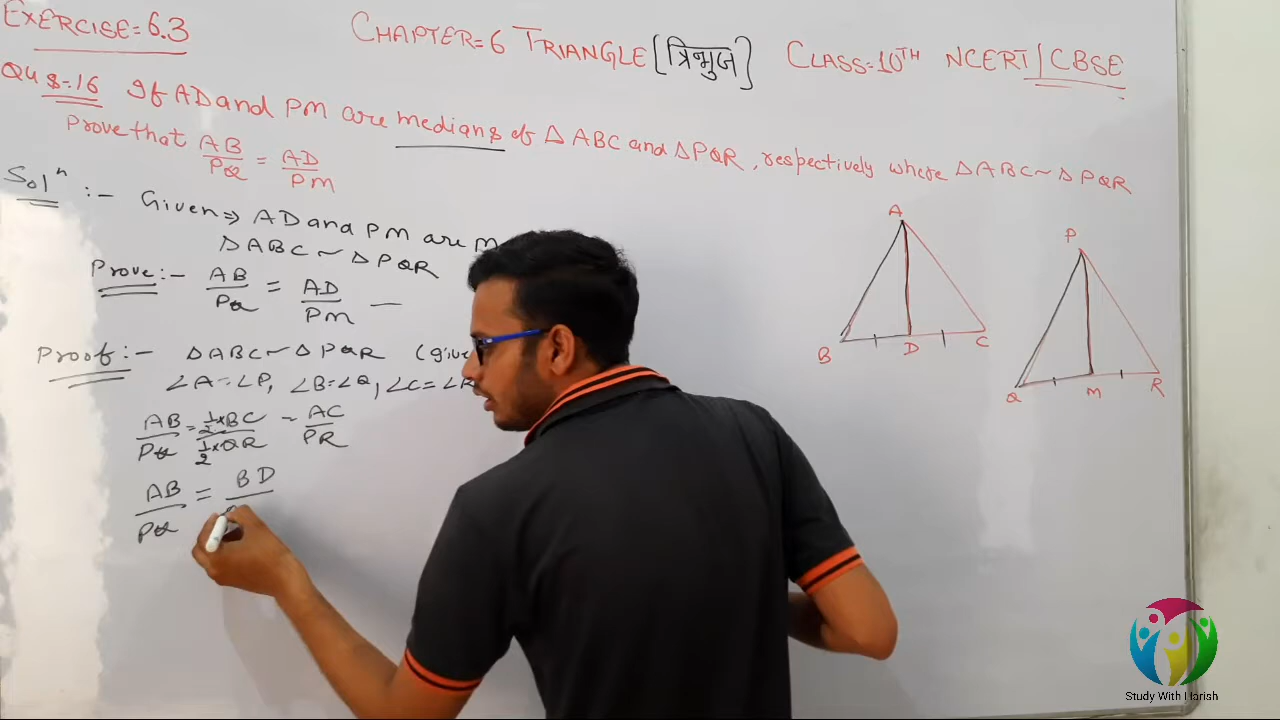 EXERCISE=6.3
CHAPTER=6 TRIANGLE [त्रिभुज] CLASS=10TH NCERT/CBSE
QUS-16 If AD and PM are medians of △ABC and △PQR, respectively where △ABC ~ △PQR
Prove that AB/PQ = AD/PM
Solⁿ :- Given ⇒ AD and PM are
△ABC ~ △PQR
Prove :- AB/PQ = AD/PM —
Proof :- △ABC ~ △PQR
∠A = ∠P, ∠B = ∠Q, ∠C = ∠R
AB/PQ = ½×BC/½×QR = AC/PR
AB/PQ = BD
A
B
D
C
P
Q
M
R
Study With Harish